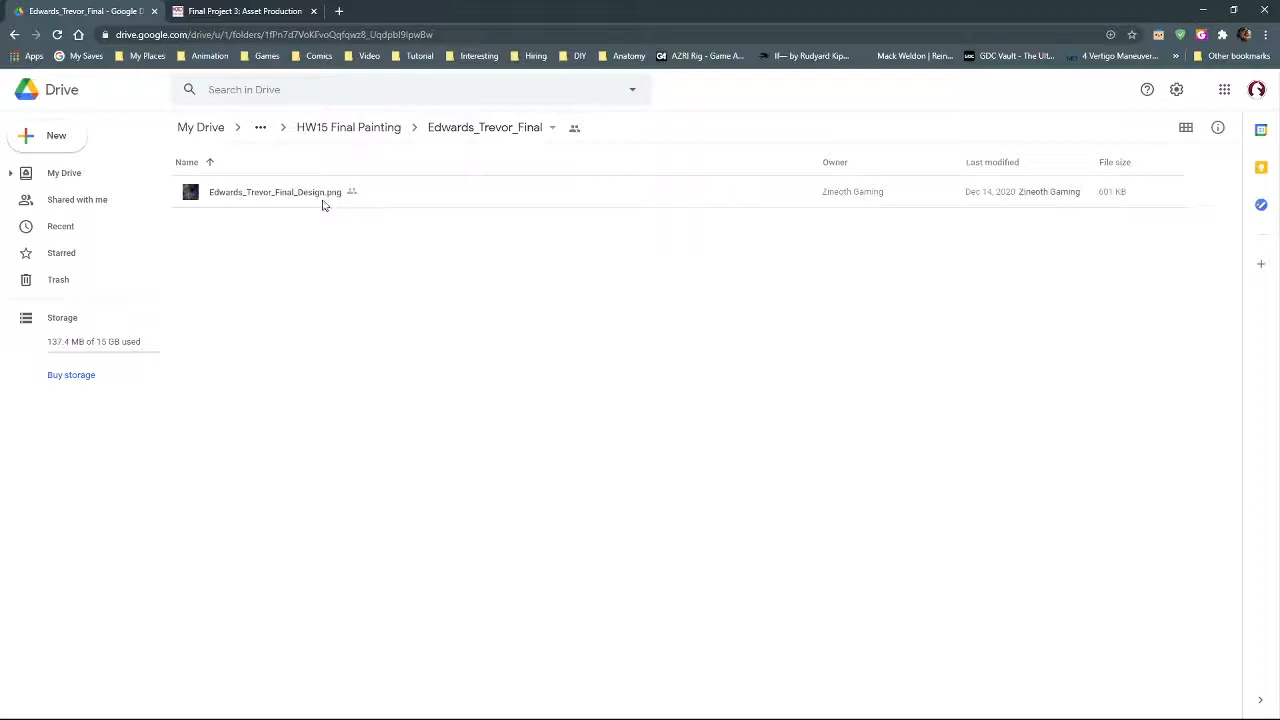 Edwards_Trevor_Final - Google D
Final Project 3: Asset Production
drive.google.com/drive/u/1/folders/
Apps My Saves My Places Animation Games Comics Video Tutorial Interesting Hiring DIY Anatomy AZRI Rig - Game A... If— by Rudyard Kip... Mack Weldon | Rein... GDC Vault - The Ult... 4 Vertigo Maneuver... » Other bookmarks
Drive
Search in Drive
New
My Drive ••• HW15 Final Painting Edwards_Trevor_Final
Name Owner Last modified File size
Edwards_Trevor_Final_Design.png Zineoth Gaming Dec 14, 2020 Zineoth Gaming 601 KB
My Drive
Shared with me
Recent
Starred
Trash
Storage
137.4 MB of 15 GB used
Buy storage